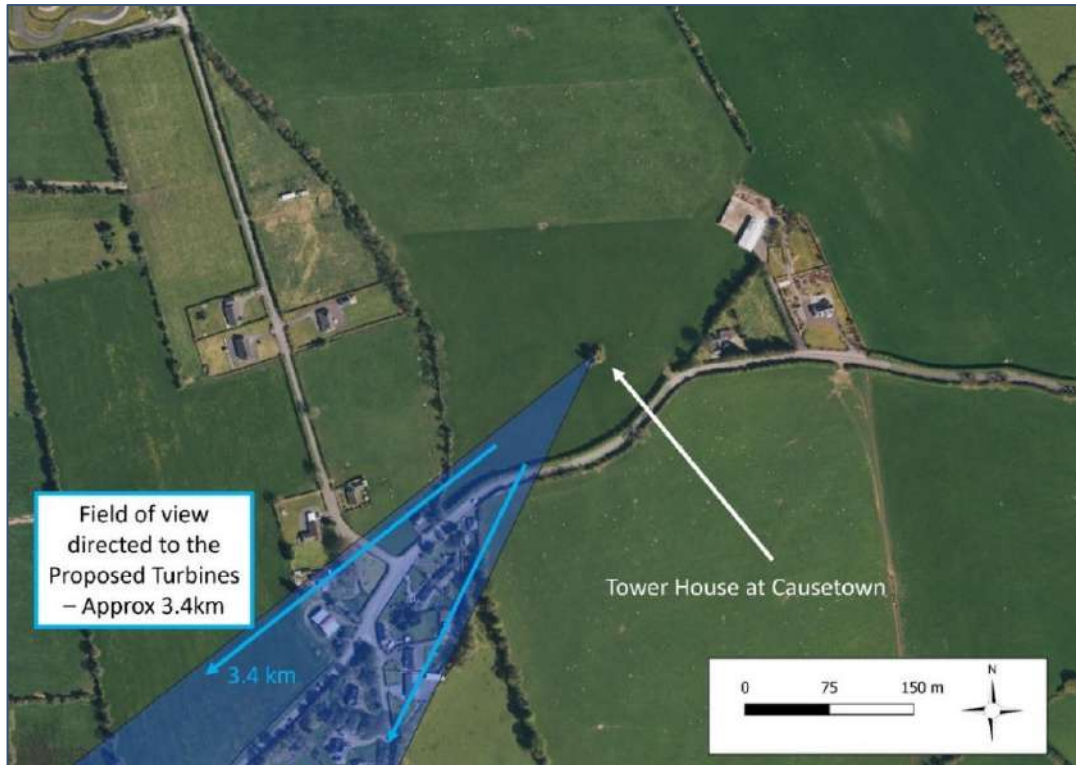 Field of view
directed to the
Proposed Turbines
– Approx 3.4km
3.4 km
Tower House at Causetown
0 75 150 m
N